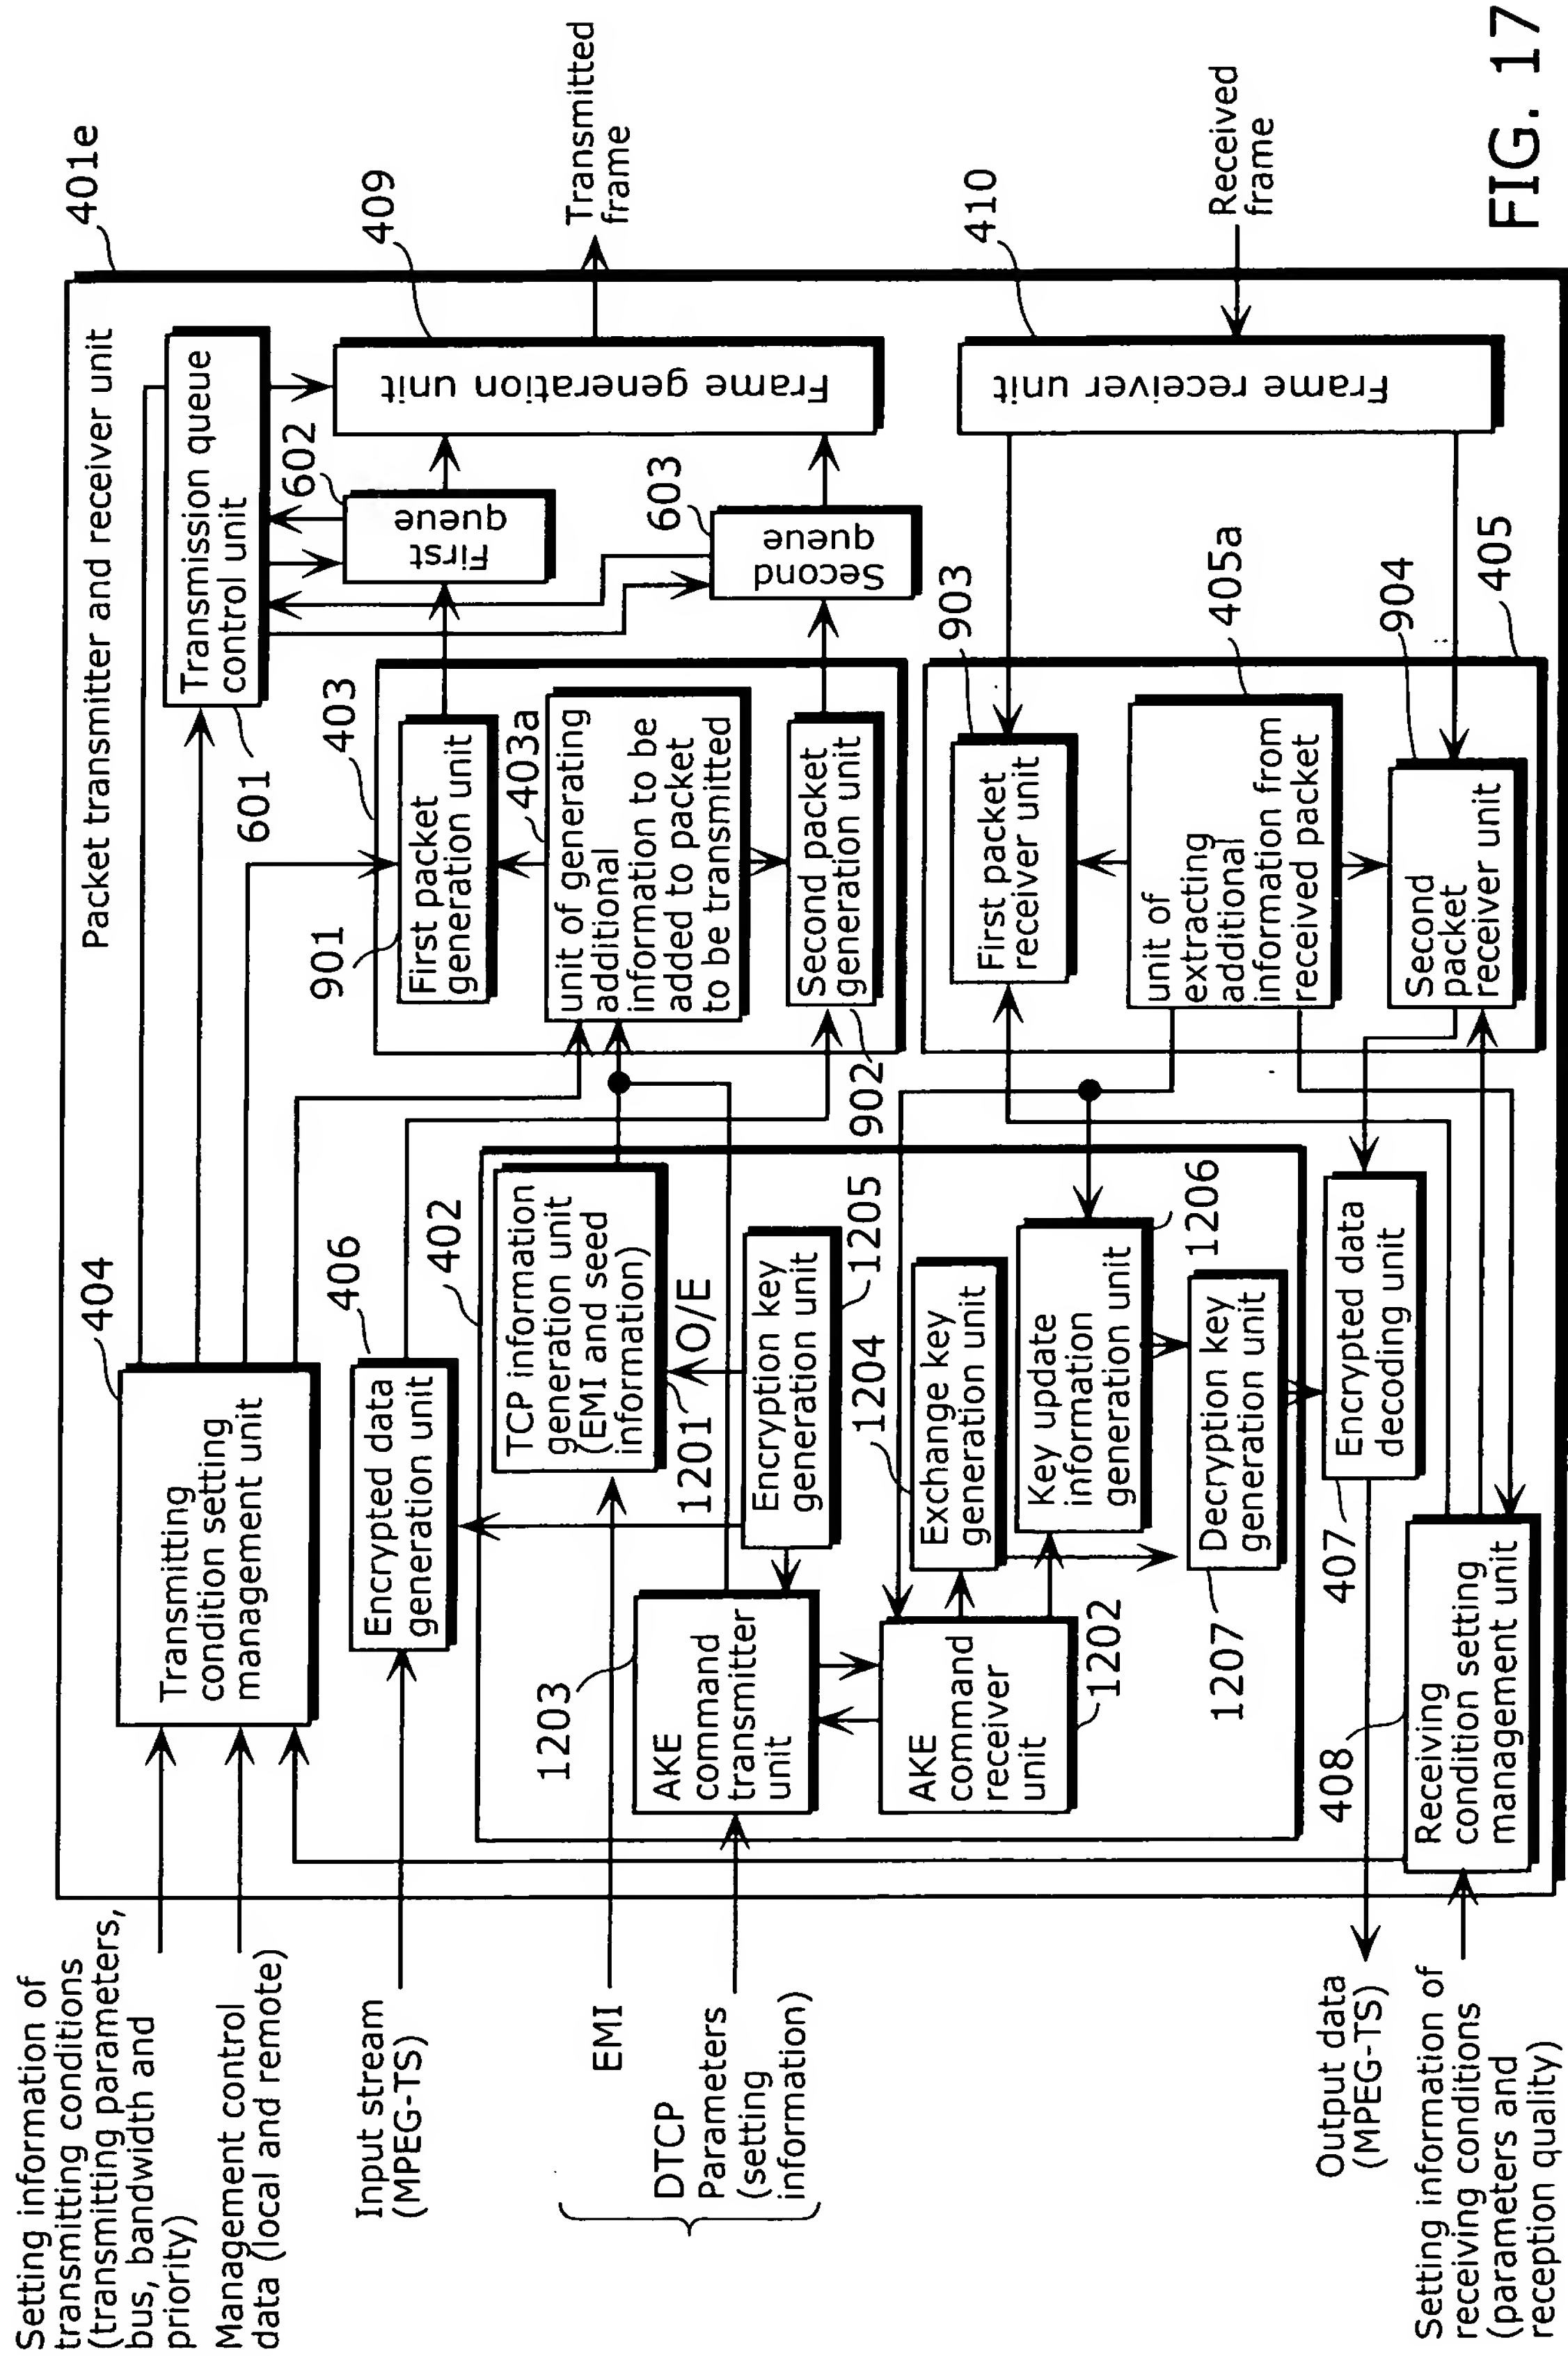 Setting information of
transmitting conditions
(transmitting parameters,
bus, bandwidth and
priority)
Management control
data (local and remote)
Input stream
(MPEG-TS)
EMI
DTCP
Parameters
(setting
information)
Output data
(MPEG-TS)
Setting information of
receiving conditions
(parameters and
reception quality)
404
Transmitting
condition setting
management unit
406
Encrypted data
generation unit
402
TCP information
generation unit
(EMI and seed
information)
1201
O/E
Encryption key
generation unit
1205
1203
AKE
command
transmitter
unit
AKE
command
receiver
unit
1202
1204
Exchange key
generation unit
Key update
information
generation unit
1206
Decryption key
generation unit
1207
Encrypted data
decoding unit
407
408
Receiving
condition setting
management unit
Packet transmitter and receiver unit
401e
Transmission queue
control unit
601
403
901
First packet
generation unit
403a
unit of generating
additional
information to be
added to packet
to be transmitted
Second packet
generation unit
902
602
First
queue
603
Second
queue
409
Frame generation unit
Transmitted
frame
903
First packet
receiver unit
405a
unit of
extracting
additional
information from
received packet
904
Second
packet
receiver unit
405
410
Frame receiver unit
Received
frame
FIG. 17